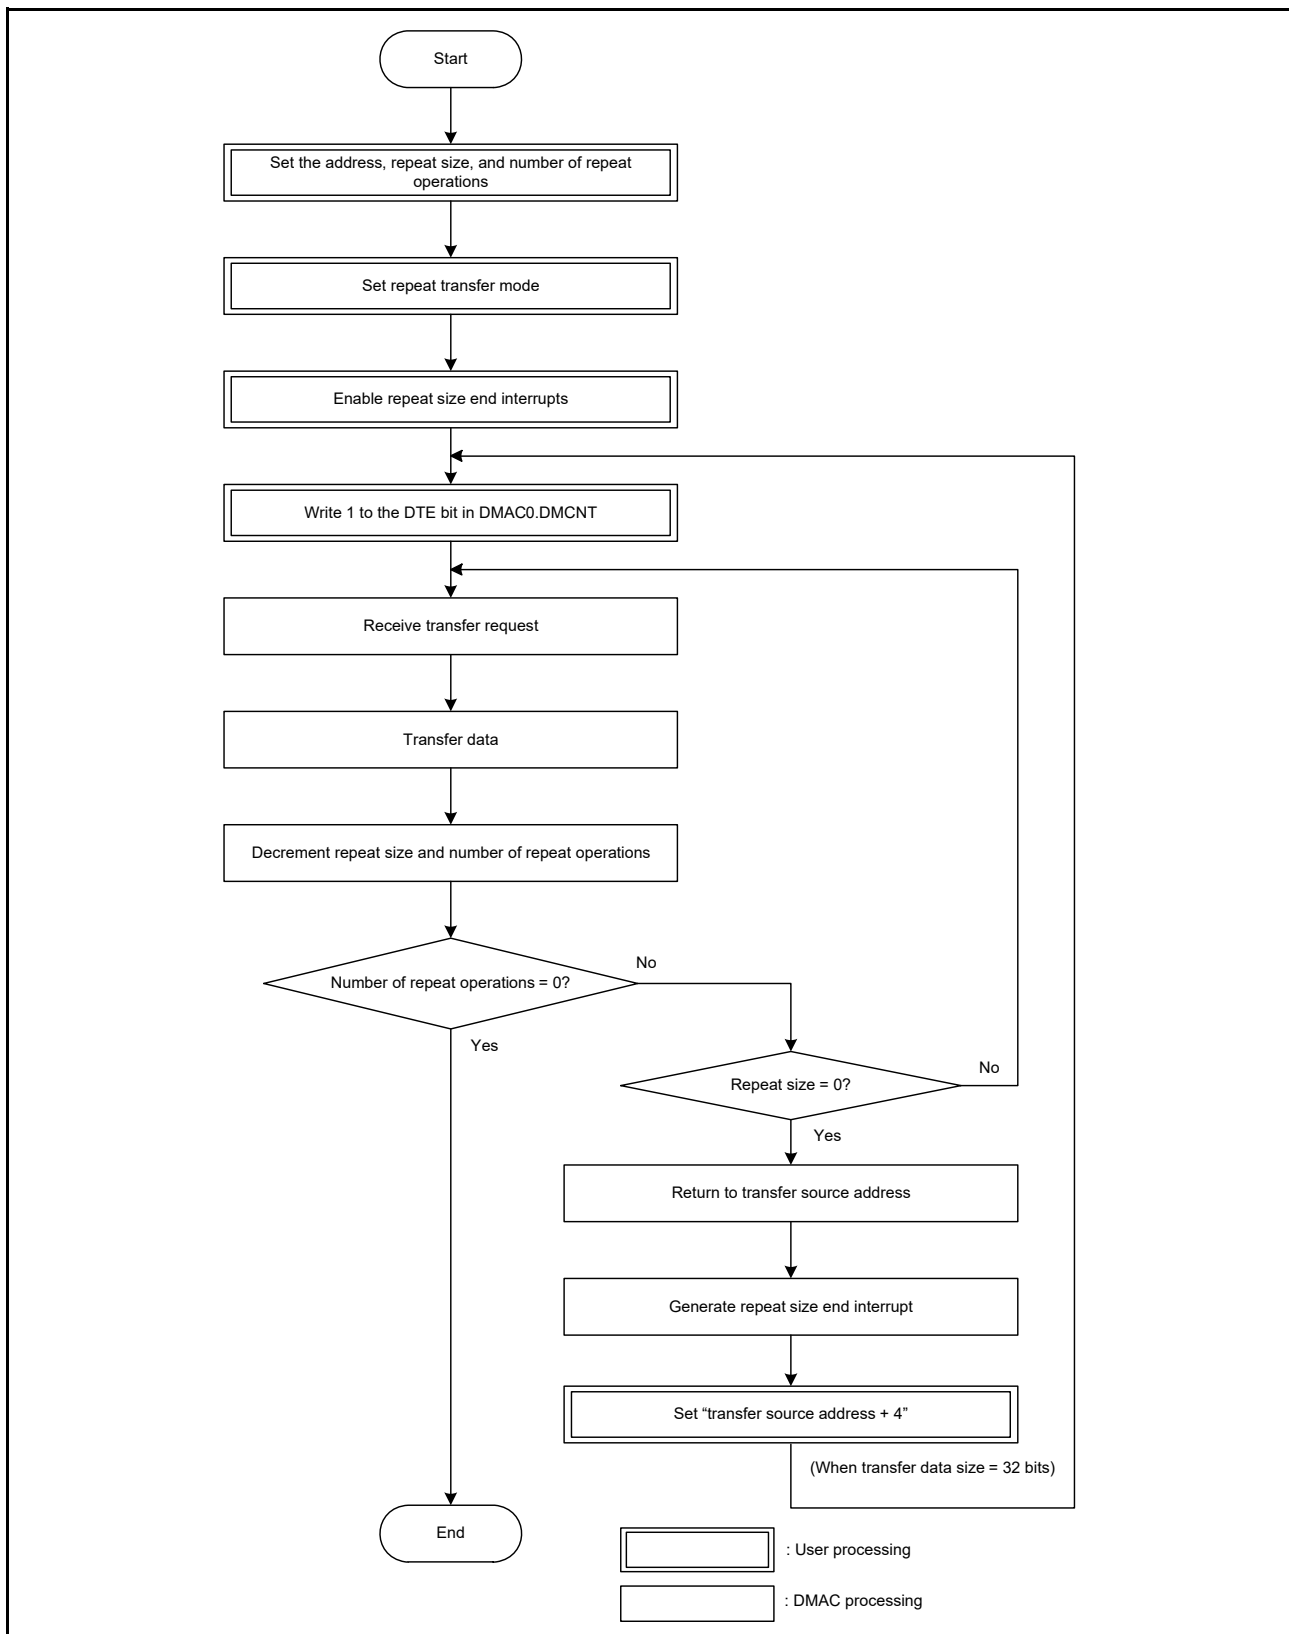 Start
Set the address, repeat size, and number of repeat
operations
Set repeat transfer mode
Enable repeat size end interrupts
Write 1 to the DTE bit in DMAC0.DMCNT
Receive transfer request
Transfer data
Decrement repeat size and number of repeat operations
Number of repeat operations = 0?
No
Yes
Repeat size = 0?
No
Yes
Return to transfer source address
Generate repeat size end interrupt
Set “transfer source address + 4”
(When transfer data size = 32 bits)
End
: User processing
: DMAC processing